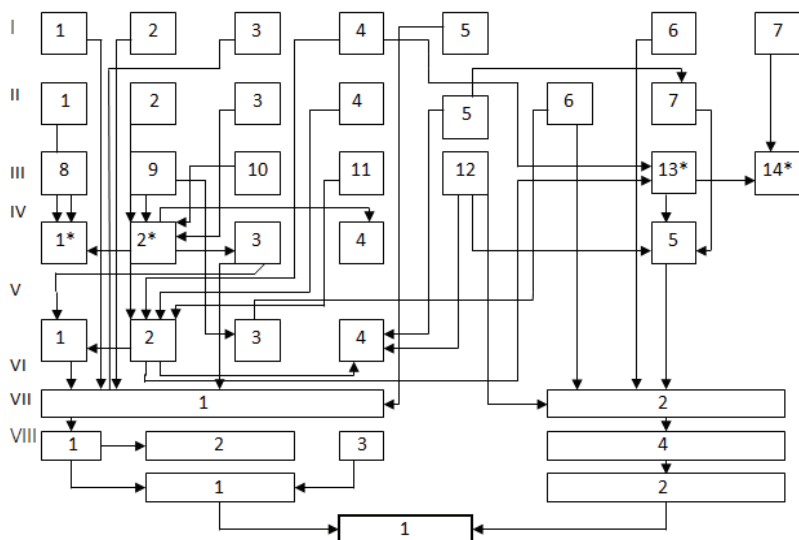 I 1 2 3 4 5 6 7
II 1 2 3 4 5 6 7
III 8 9 10 11 12 13* 14*
IV 1* 2* 3 4 5
V
1 2 3 4
VI
VII 1 2
VIII 1 2 3 4
1 2
1